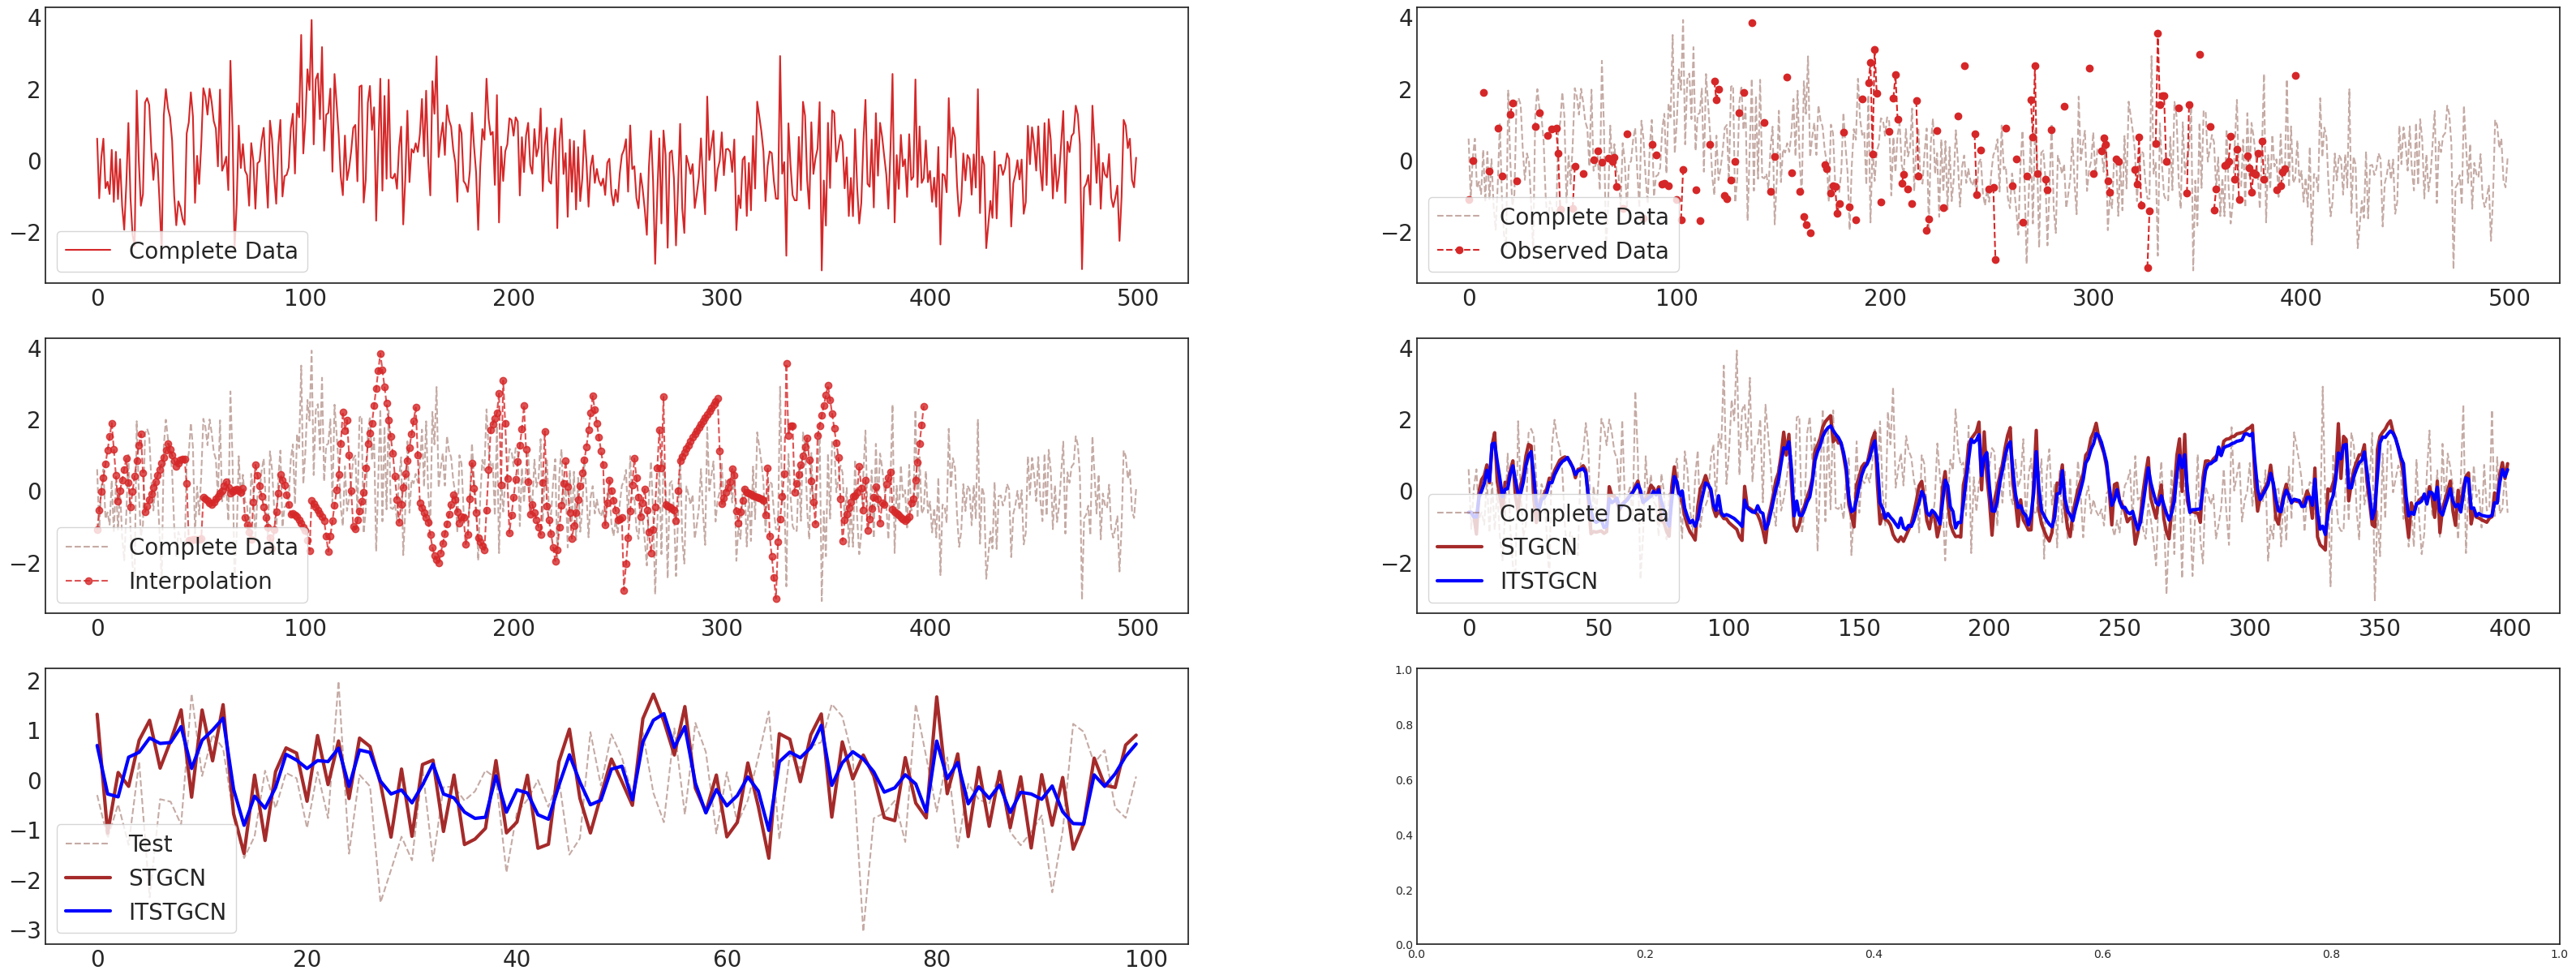 4
2
0
−2
Complete Data
0 100 200 300 400 500
4
2
0
−2
Complete Data
Observed Data
0 100 200 300 400 500
4
2
0
−2
Complete Data
Interpolation
0 100 200 300 400 500
4
2
0
−2
Complete Data
STGCN
ITSTGCN
0 50 100 150 200 250 300 350 400
2
1
0
−1
−2
−3
Test
STGCN
ITSTGCN
0 20 40 60 80 100
1.0
0.8
0.6
0.4
0.2
0.0
0.0 0.2 0.4 0.6 0.8 1.0